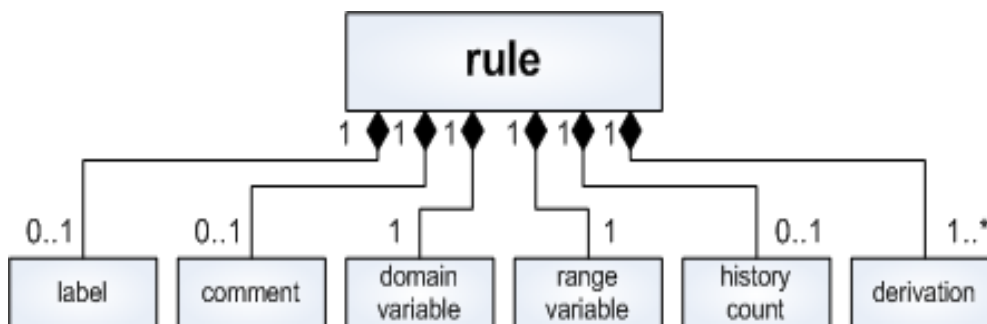 rule
1 1 1 1 1 1
0..1 0..1 1 1 0..1 1..*
label
comment
domain
variable
range
variable
history
count
derivation